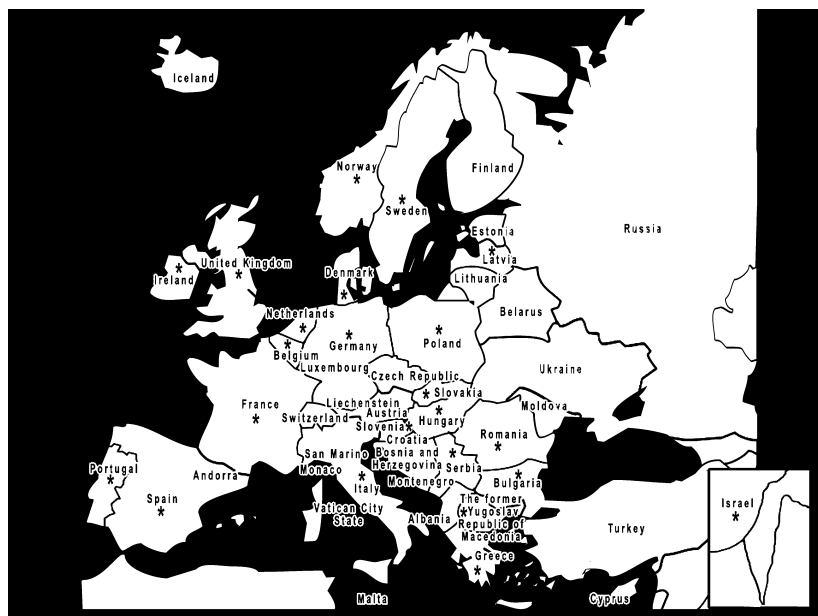 Iceland
Norway
*
Finland
*
Sweden
Russia
Estonia
*
Latvia
United Kingdom
*
*
Ireland
Denmark
*
Lithuania
Netherlands
*
Belarus
*
Germany
*
Poland
*
Belgium
Luxembourg
Czech Republic
Ukraine
*
Slovakia
France
*
Liechtenstein
Switzerland
Austria
*
Hungary
Moldova
Slovenia*
Croatia
Romania
*
San Marino
Monaco
Bosnia and
*Herzegovina
*
Serbia
Portugal
*
Andorra
*
Italy
Montenegro
*
Bulgaria
Spain
*
Vatican City
State
Albania
The former
*Yugoslav
Republic of
Macedonia
Greece
*
Turkey
Israel
*
Malta
Cyprus